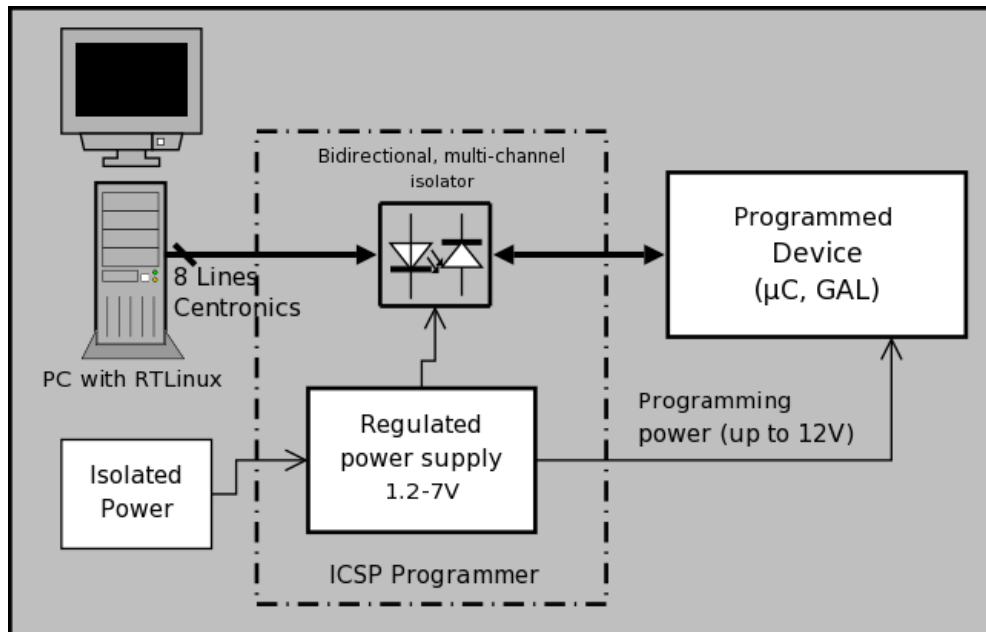 Bidirectional, multi-channel
isolator
8 Lines
Centronics
PC with RTLinux
Programmed
Device
(µC, GAL)
Isolated
Power
Regulated
power supply
1.2-7V
Programming
power (up to 12V)
ICSP Programmer